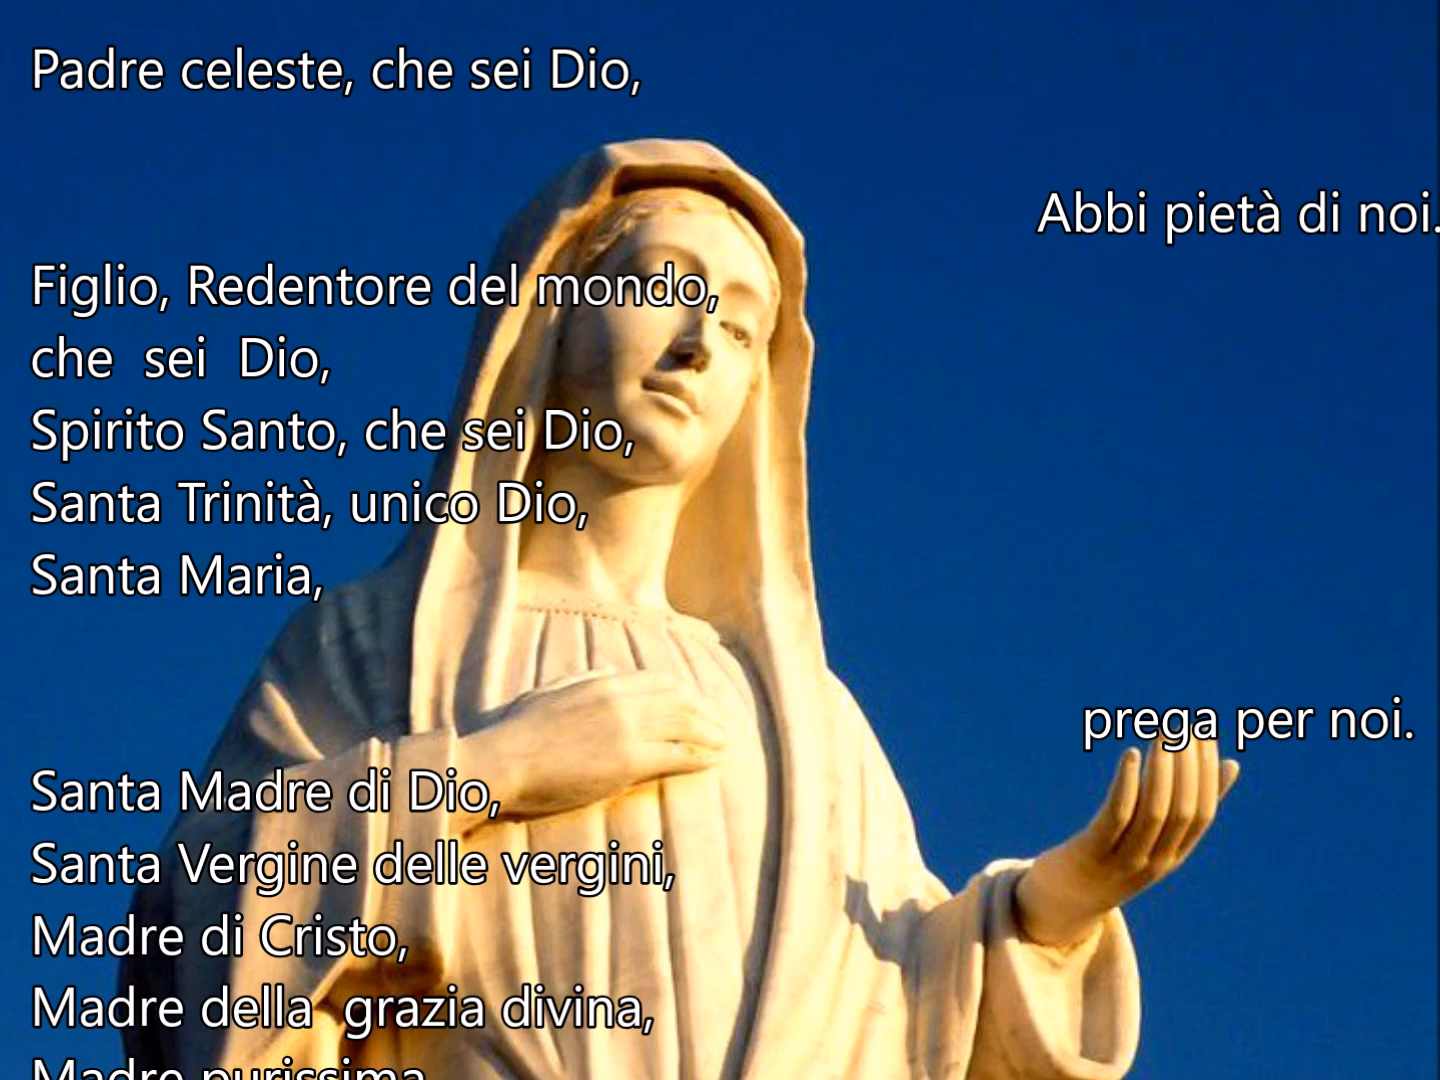 Padre celeste, che sei Dio,
Abbi pietà di noi.
Figlio, Redentore del mondo,
che sei Dio,
Spirito Santo, che sei Dio,
Santa Trinità, unico Dio,
Santa Maria,
prega per noi.
Santa Madre di Dio,
Santa Vergine delle vergini,
Madre di Cristo,
Madre della grazia divina,
Madre purissima